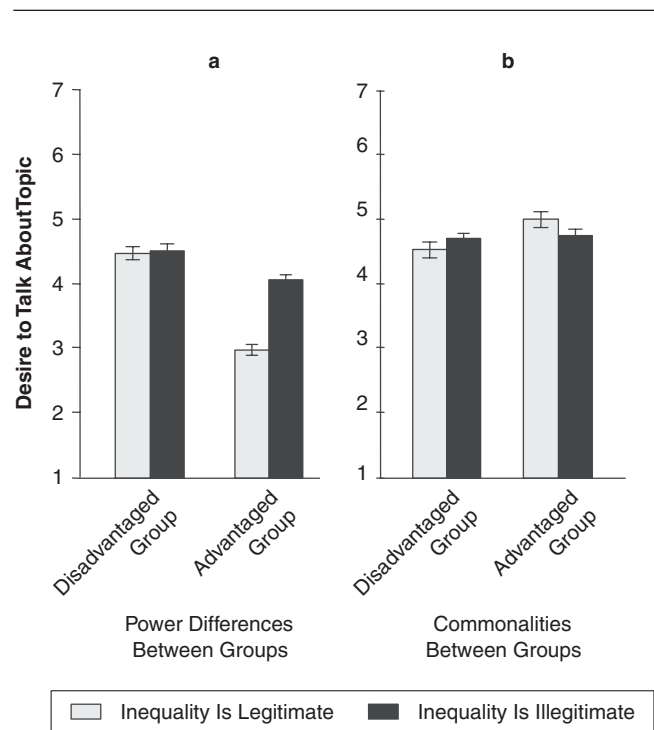 a
b
Desire to Talk AboutTopic
7
6
5
4
3
2
1
7
6
5
4
3
2
1
Disadvantaged
Group
Advantaged
Group
Disadvantaged
Group
Advantaged
Group
Power Differences
Between Groups
Commonalities
Between Groups
Inequality Is Legitimate
Inequality Is Illegitimate